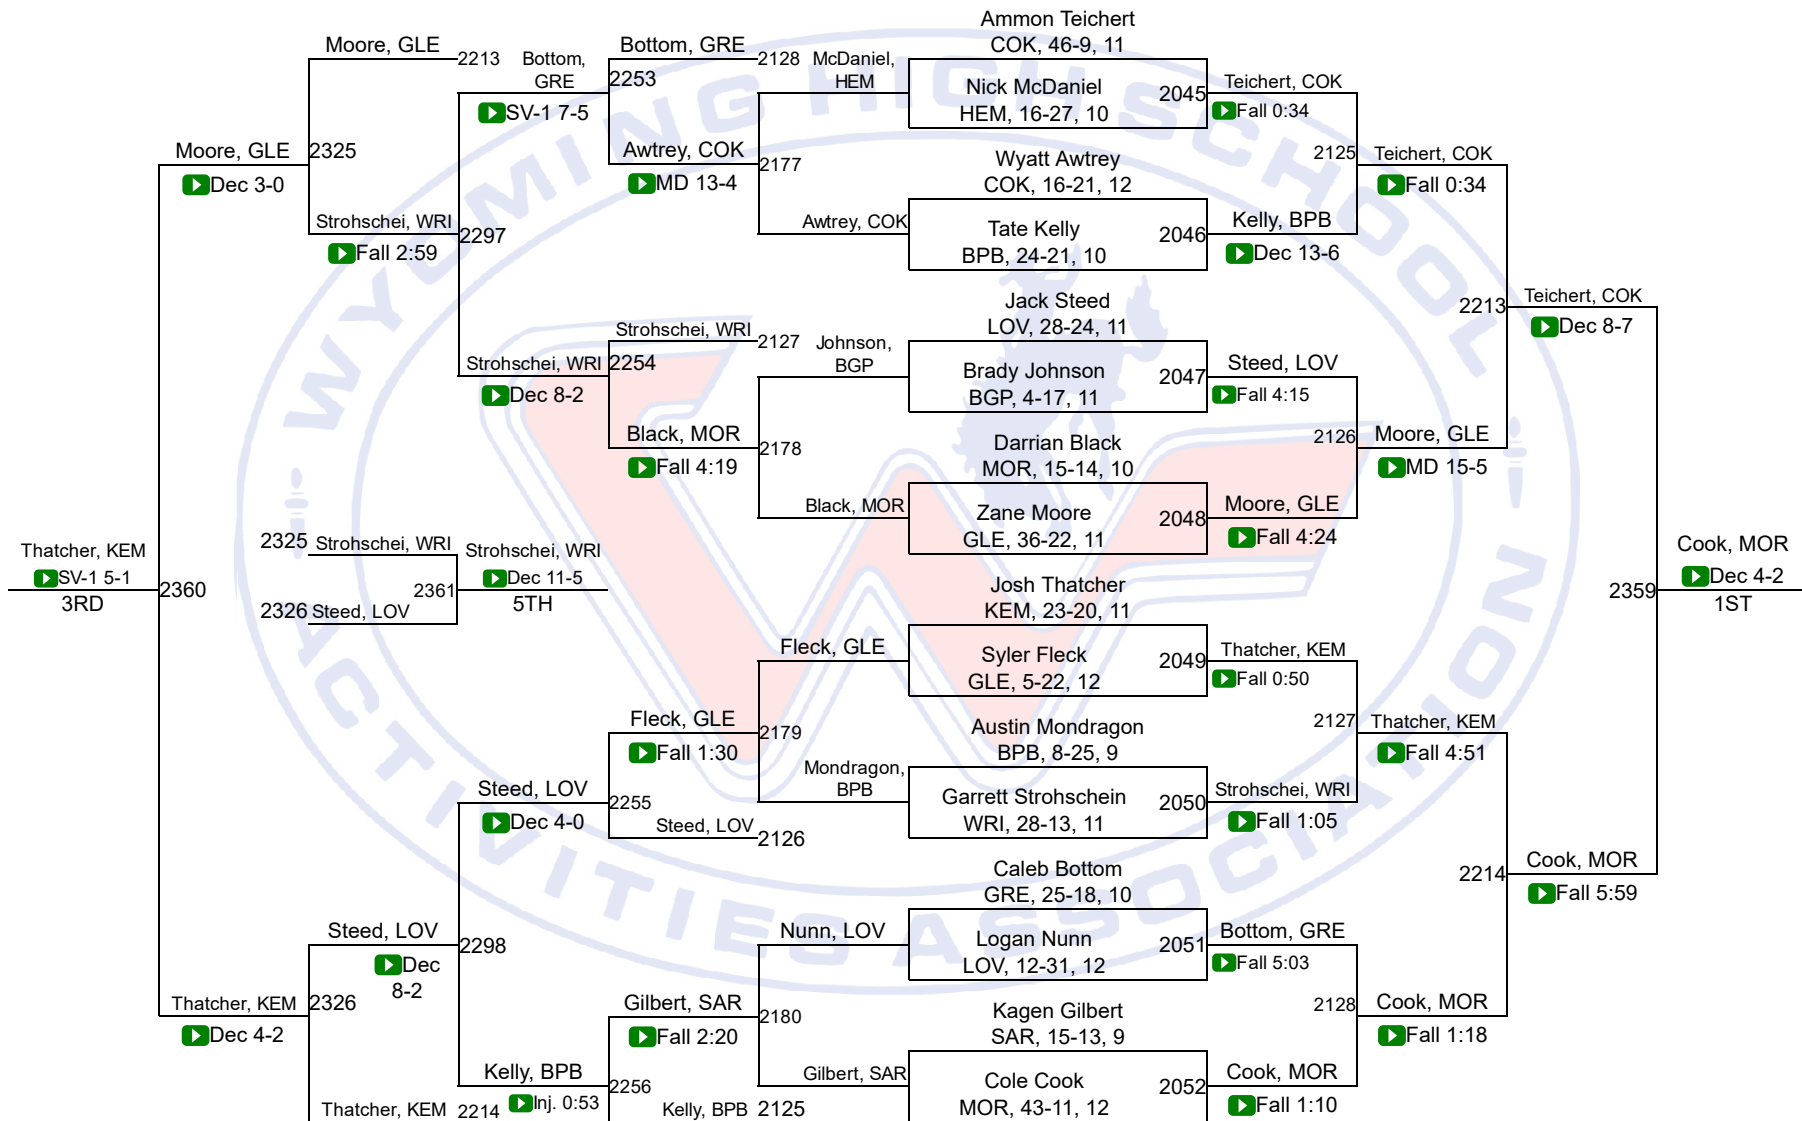 WYOMING HIGH SCHOOL
ACTIVITIES ASSOCIATION
Ammon Teichert
COK, 46-9, 11
Nick McDaniel
HEM, 16-27, 10
2045
Teichert, COK
Fall 0:34
Wyatt Awtrey
COK, 16-21, 12
Tate Kelly
BPB, 24-21, 10
2046
Kelly, BPB
Dec 13-6
2125
Teichert, COK
Fall 0:34
Jack Steed
LOV, 28-24, 11
Brady Johnson
BGP, 4-17, 11
2047
Steed, LOV
Fall 4:15
Darrian Black
MOR, 15-14, 10
Zane Moore
GLE, 36-22, 11
2048
Moore, GLE
Fall 4:24
2126
Moore, GLE
MD 15-5
2213
Teichert, COK
Dec 8-7
Josh Thatcher
KEM, 23-20, 11
Syler Fleck
GLE, 5-22, 12
2049
Thatcher, KEM
Fall 0:50
Austin Mondragon
BPB, 8-25, 9
Garrett Strohschein
WRI, 28-13, 11
2050
Strohschei, WRI
Fall 1:05
2127
Thatcher, KEM
Fall 4:51
Caleb Bottom
GRE, 25-18, 10
Logan Nunn
LOV, 12-31, 12
2051
Bottom, GRE
Fall 5:03
Kagen Gilbert
SAR, 15-13, 9
Cole Cook
MOR, 43-11, 12
2052
Cook, MOR
Fall 1:10
2128
Cook, MOR
Fall 1:18
2214
Cook, MOR
Fall 5:59
2359
Cook, MOR
Dec 4-2
1ST
McDaniel,
HEM
Awtrey, COK
2177
Awtrey, COK
MD 13-4
Bottom, GRE
2128
2253
Bottom,
GRE
SV-1 7-5
Johnson,
BGP
Black, MOR
2178
Black, MOR
Fall 4:19
Strohschei, WRI
2127
2254
Strohschei, WRI
Dec 8-2
2297
Strohschei, WRI
Fall 2:59
Moore, GLE
2213
2325
Moore, GLE
Dec 3-0
2325
Strohschei, WRI
2326
Steed, LOV
2361
Strohschei, WRI
Dec 11-5
5TH
Fleck, GLE
Mondragon,
BPB
2179
Fleck, GLE
Fall 1:30
Steed, LOV
2126
2255
Steed, LOV
Dec 4-0
Nunn, LOV
Gilbert, SAR
2180
Gilbert, SAR
Fall 2:20
Kelly, BPB
2125
2256
Kelly, BPB
Inj. 0:53
2298
Steed, LOV
Dec
8-2
Thatcher, KEM
2214
2326
Thatcher, KEM
Dec 4-2
2360
Thatcher, KEM
SV-1 5-1
3RD